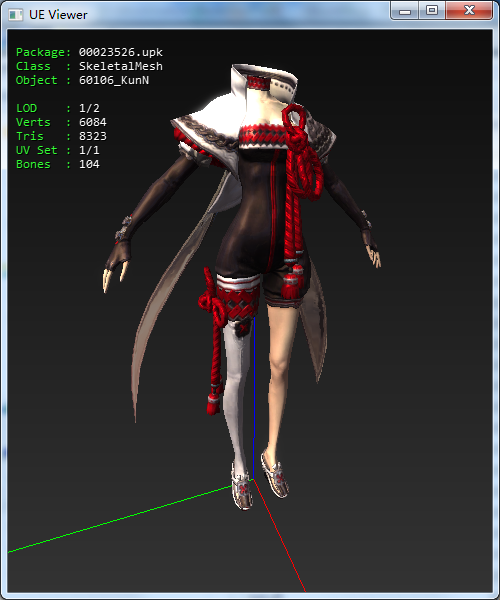 UE Viewer
Package: 00023526.upk
Class  : SkeletalMesh
Object : 60106_KunN
LOD    : 1/2
Verts  : 6084
Tris   : 8323
UV Set : 1/1
Bones  : 104